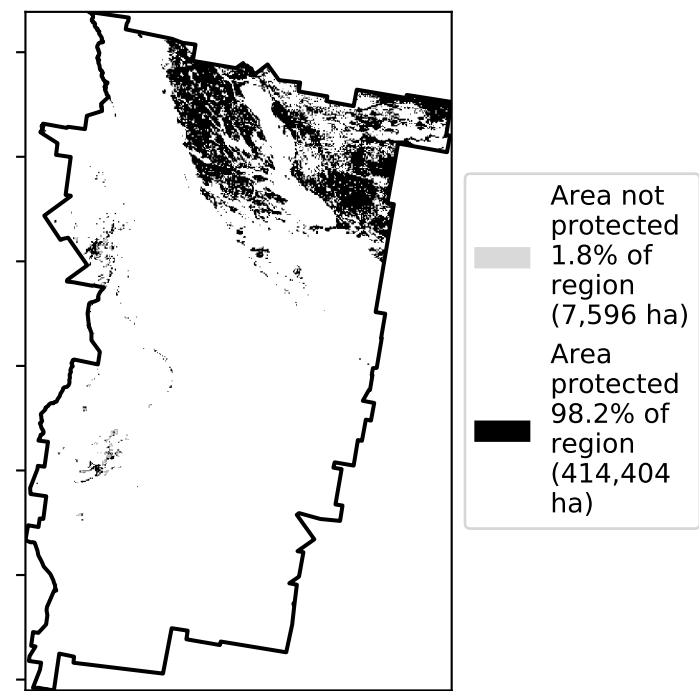 Area not
protected
1.8% of
region
(7,596 ha)
Area
protected
98.2% of
region
(414,404
ha)